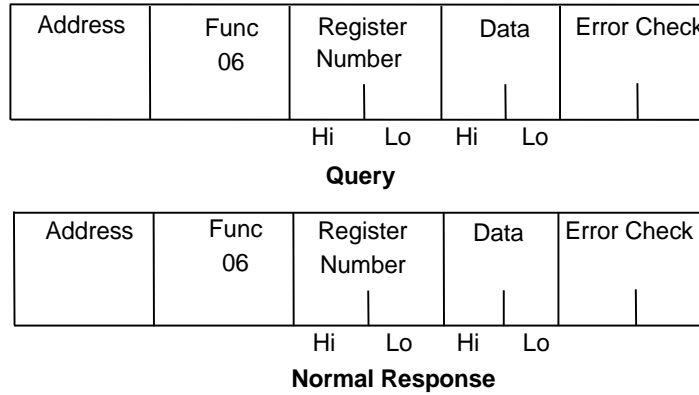 Address Func Register Data Error Check
06 Number
Hi Lo Hi Lo
Query
Address Func Register Data Error Check
06 Number
Hi Lo Hi Lo
Normal Response